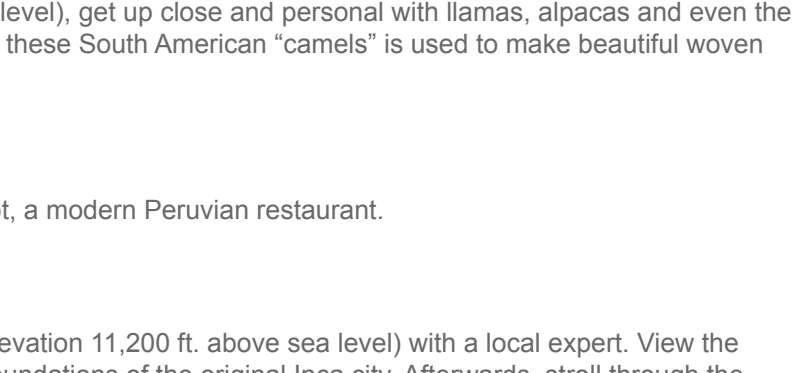 level), get up close and personal with llamas, alpacas and even the
these South American “camels” is used to make beautiful woven
a modern Peruvian restaurant.
11,200 ft. above sea level) with a local expert. View the
of the original Inca city. Afterwards, stroll through the